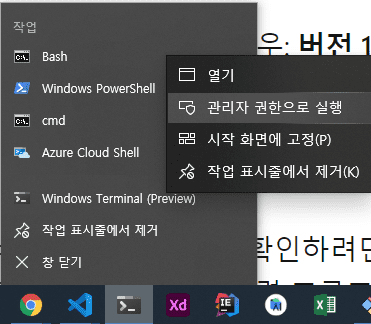 작업
Bash
Windows PowerShell
cmd
Azure Cloud Shell
Windows Terminal (Preview)
작업 표시줄에서 제거
창 닫기
열기
관리자 권한으로 실행
시작 화면에 고정(P)
작업 표시줄에서 제거(K)
우: 버전 1
확인하려면
Xd
IE